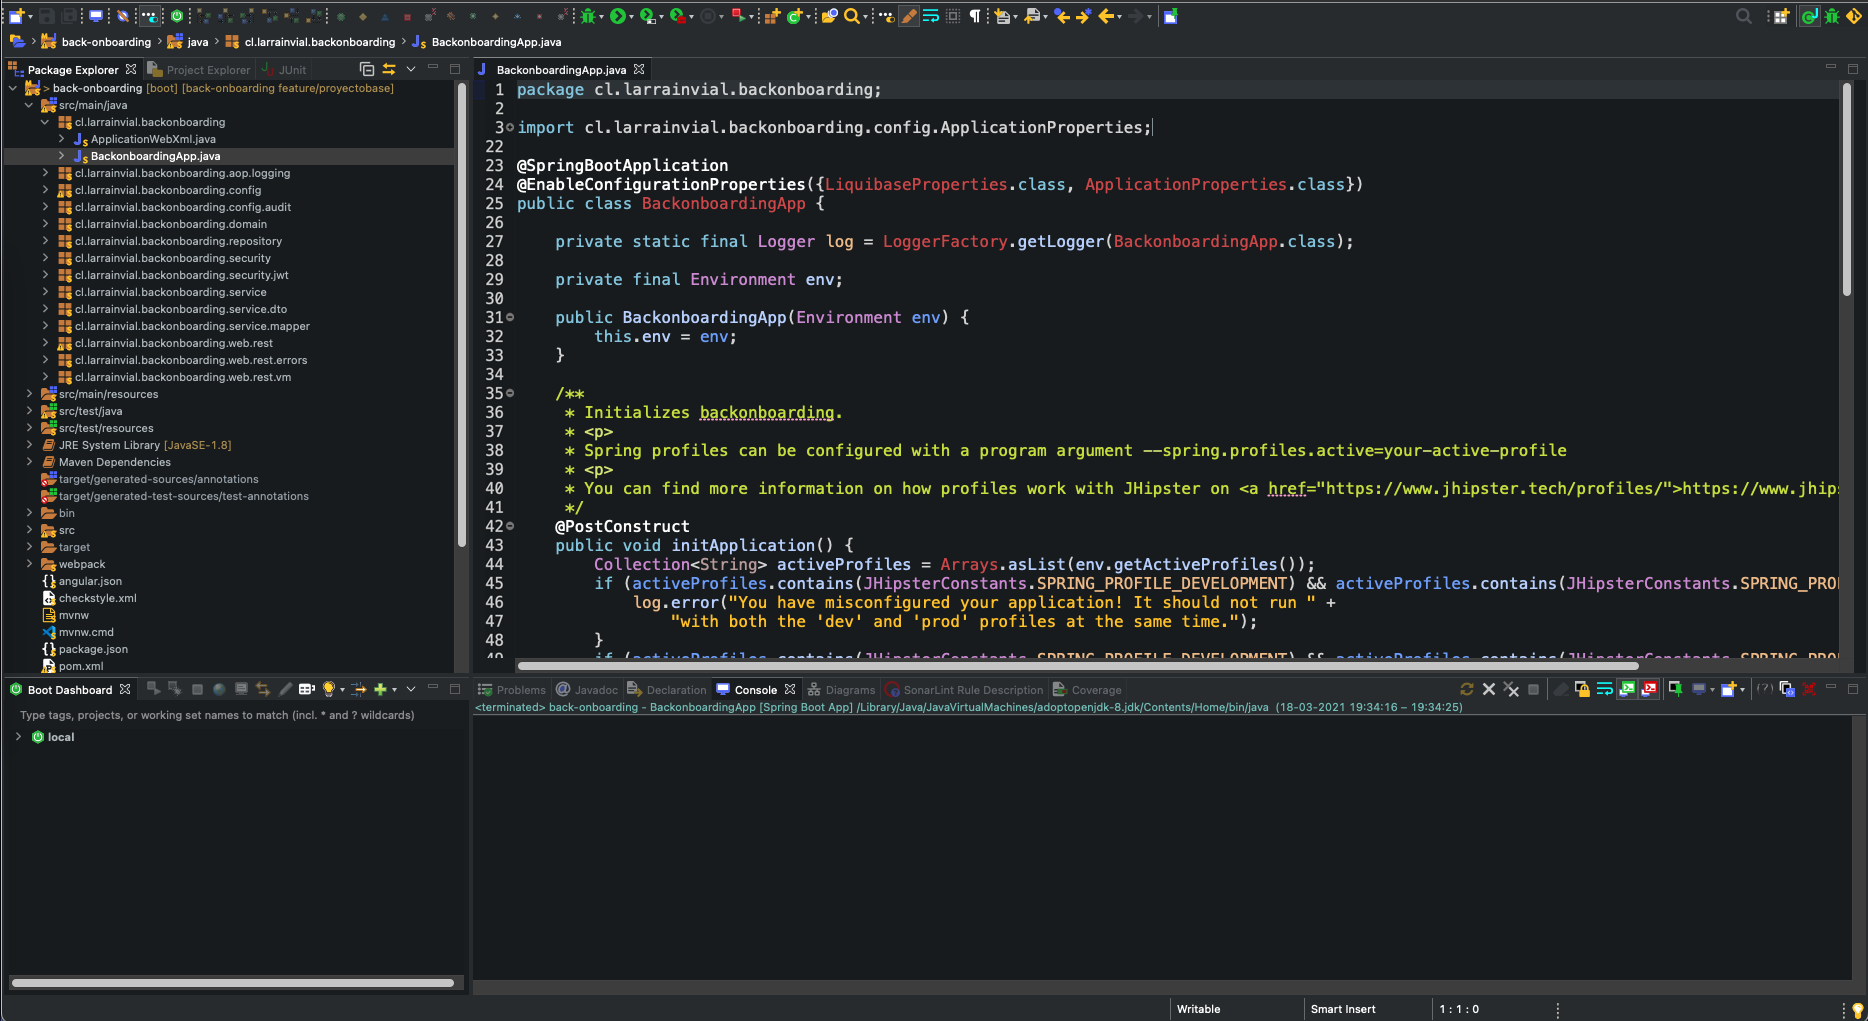 back-onboarding > java > cl.larrainvial.backonboarding > BackonboardingApp.java
Package Explorer Project Explorer JUnit
> back-onboarding [boot] [back-onboarding feature/proyectobase]
src/main/java
cl.larrainvial.backonboarding
ApplicationWebXml.java
BackonboardingApp.java
cl.larrainvial.backonboarding.aop.logging
cl.larrainvial.backonboarding.config
cl.larrainvial.backonboarding.config.audit
cl.larrainvial.backonboarding.domain
cl.larrainvial.backonboarding.repository
cl.larrainvial.backonboarding.security
cl.larrainvial.backonboarding.security.jwt
cl.larrainvial.backonboarding.service
cl.larrainvial.backonboarding.service.dto
cl.larrainvial.backonboarding.service.mapper
cl.larrainvial.backonboarding.web.rest
cl.larrainvial.backonboarding.web.rest.errors
cl.larrainvial.backonboarding.web.rest.vm
src/main/resources
src/test/java
src/test/resources
JRE System Library [JavaSE-1.8]
Maven Dependencies
target/generated-sources/annotations
target/generated-test-sources/test-annotations
bin
src
target
webpack
angular.json
checkstyle.xml
mvnw
mvnw.cmd
package.json
pom.xml
BackonboardingApp.java
1 package cl.larrainvial.backonboarding;
2
3 import cl.larrainvial.backonboarding.config.ApplicationProperties;
22
23 @SpringBootApplication
24 @EnableConfigurationProperties({LiquibaseProperties.class, ApplicationProperties.class})
25 public class BackonboardingApp {
26
27 private static final Logger log = LoggerFactory.getLogger(BackonboardingApp.class);
28
29 private final Environment env;
30
31 public BackonboardingApp(Environment env) {
32 this.env = env;
33 }
34
35 /**
36 * Initializes backonboarding.
37 * <p>
38 * Spring profiles can be configured with a program argument --spring.profiles.active=your-active-profile
39 * <p>
40 * You can find more information on how profiles work with JHipster on <a href="https://www.jhipster.tech/profiles/">https://www.jhips
41 */
42 @PostConstruct
43 public void initApplication() {
44 Collection<String> activeProfiles = Arrays.asList(env.getActiveProfiles());
45 if (activeProfiles.contains(JHipsterConstants.SPRING_PROFILE_DEVELOPMENT) && activeProfiles.contains(JHipsterConstants.SPRING_PROF
46 log.error("You have misconfigured your application! It should not run " +
47 "with both the 'dev' and 'prod' profiles at the same time.");
48 }
49 if (activeProfiles.contains(JHipsterConstants.SPRING_PROFILE_DEVELOPMENT) && activeProfiles.contains(JHipsterConstants.SPRING_PROF
Boot Dashboard
Type tags, projects, or working set names to match (incl. * and ? wildcards)
local
Problems Javadoc Declaration Console Diagrams SonarLint Rule Description Coverage
<terminated> back-onboarding - BackonboardingApp [Spring Boot App] /Library/Java/JavaVirtualMachines/adoptopenjdk-8.jdk/Contents/Home/bin/java (18-03-2021 19:34:16 – 19:34:25)
Writable Smart Insert 1 : 1 : 0